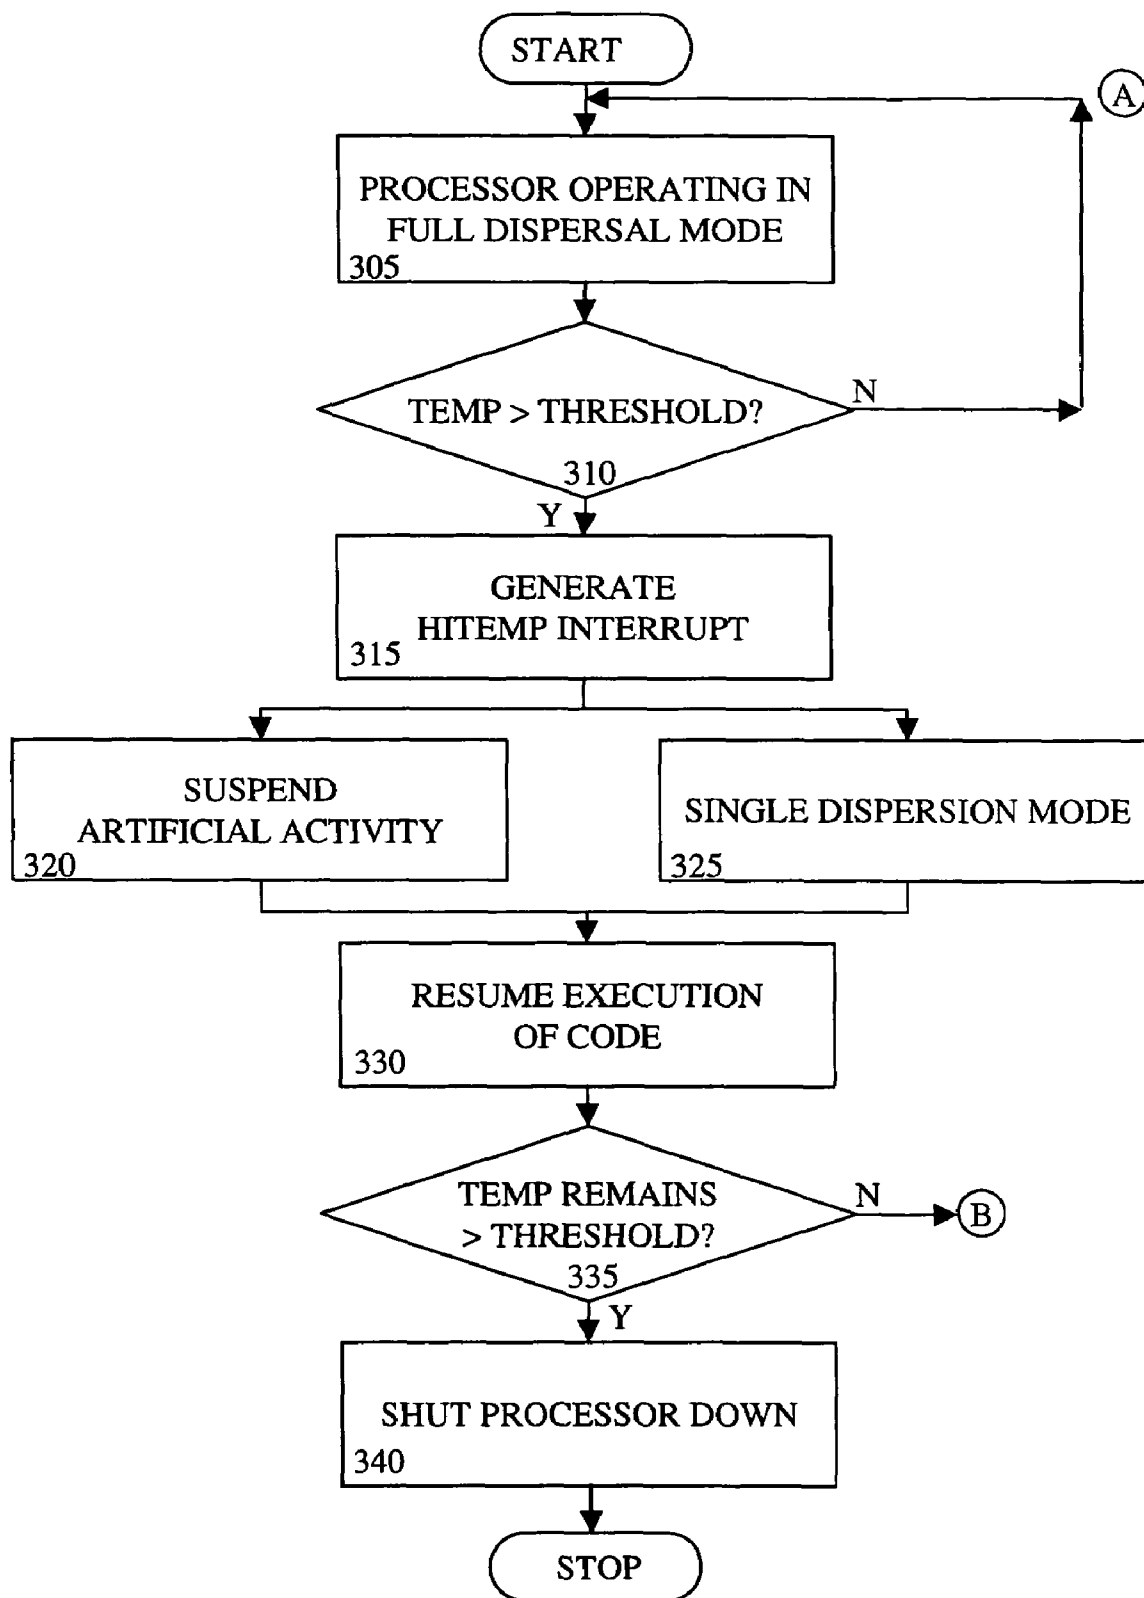 START
A
PROCESSOR OPERATING IN
FULL DISPERSAL MODE
305
TEMP > THRESHOLD?
N
310
Y
GENERATE
HITEMP INTERRUPT
315
SUSPEND
ARTIFICIAL ACTIVITY
320
SINGLE DISPERSION MODE
325
RESUME EXECUTION
OF CODE
330
TEMP REMAINS
> THRESHOLD?
335
N
B
Y
SHUT PROCESSOR DOWN
340
STOP